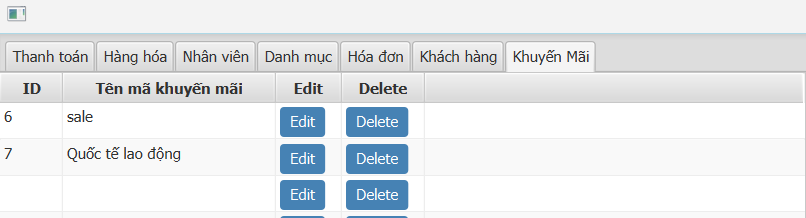 Thanh toán Hàng hóa Nhân viên Danh mục Hóa đơn Khách hàng Khuyến Mãi
ID Tên mã khuyến mãi Edit Delete
6 sale Edit Delete
7 Quốc tế lao động Edit Delete
Edit Delete